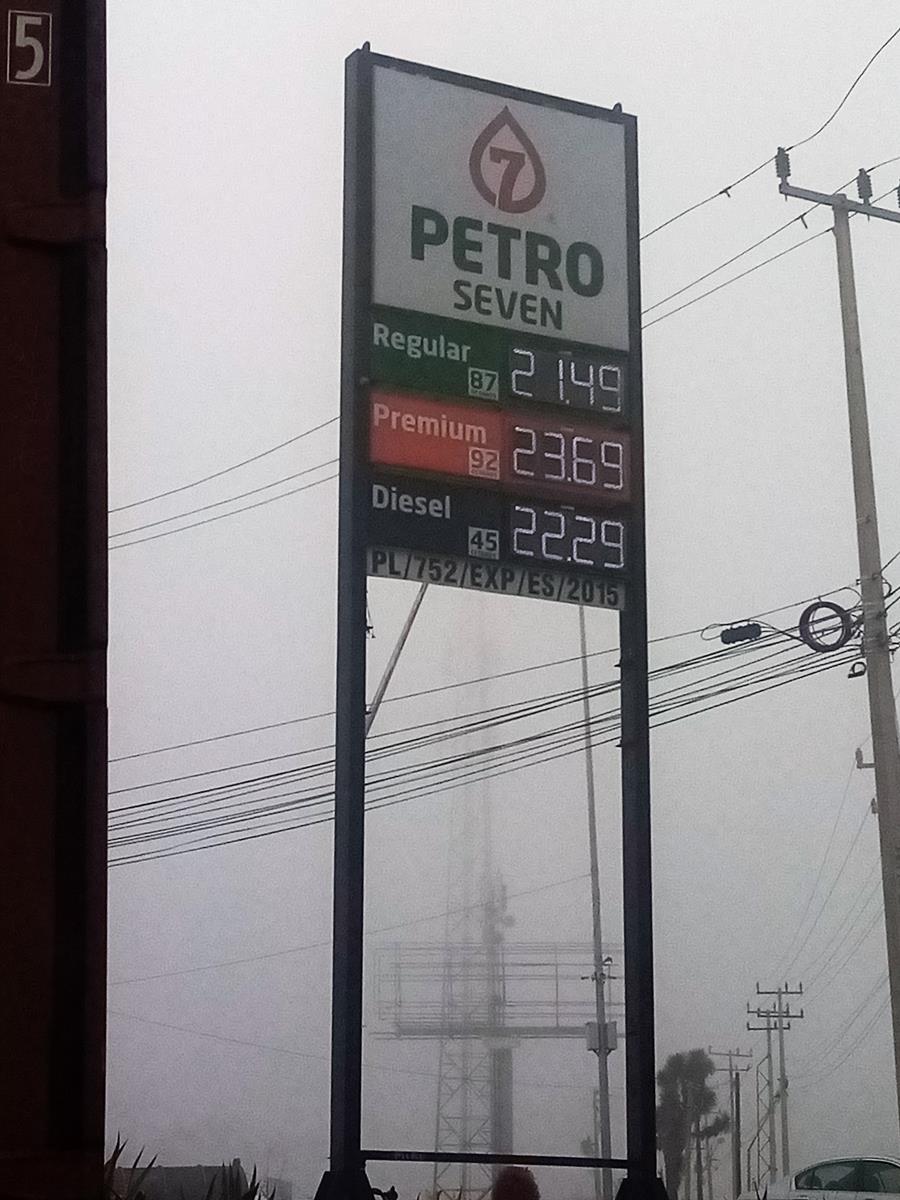 5
7
PETRO
SEVEN
Regular
87
21.49
Premium
92
23.69
Diesel
45
22.29
PL/752/EXP/ES/2015